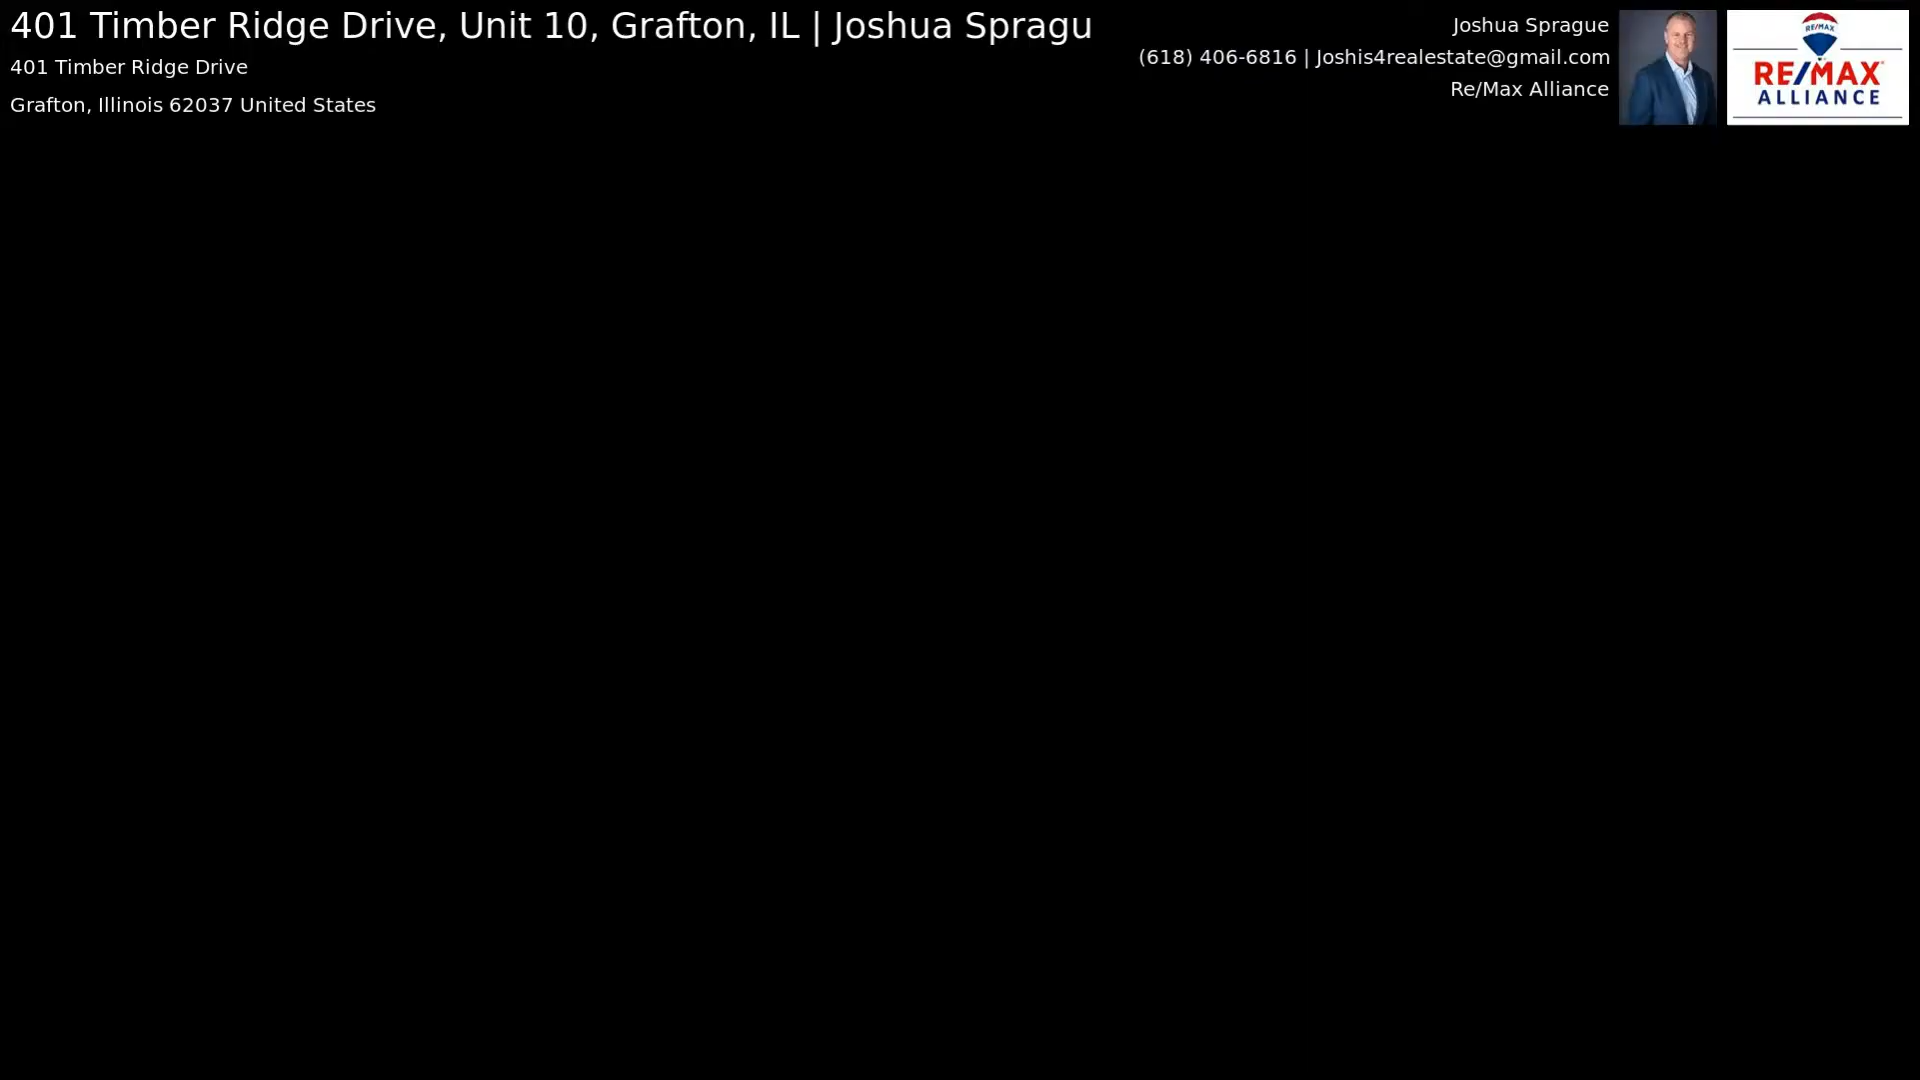 401 Timber Ridge Drive, Unit 10, Grafton, IL | Joshua Spragu
401 Timber Ridge Drive
Grafton, Illinois 62037 United States
Joshua Sprague
(618) 406-6816 | Joshis4realestate@gmail.com
Re/Max Alliance
RE/MAX
RE/MAX
ALLIANCE